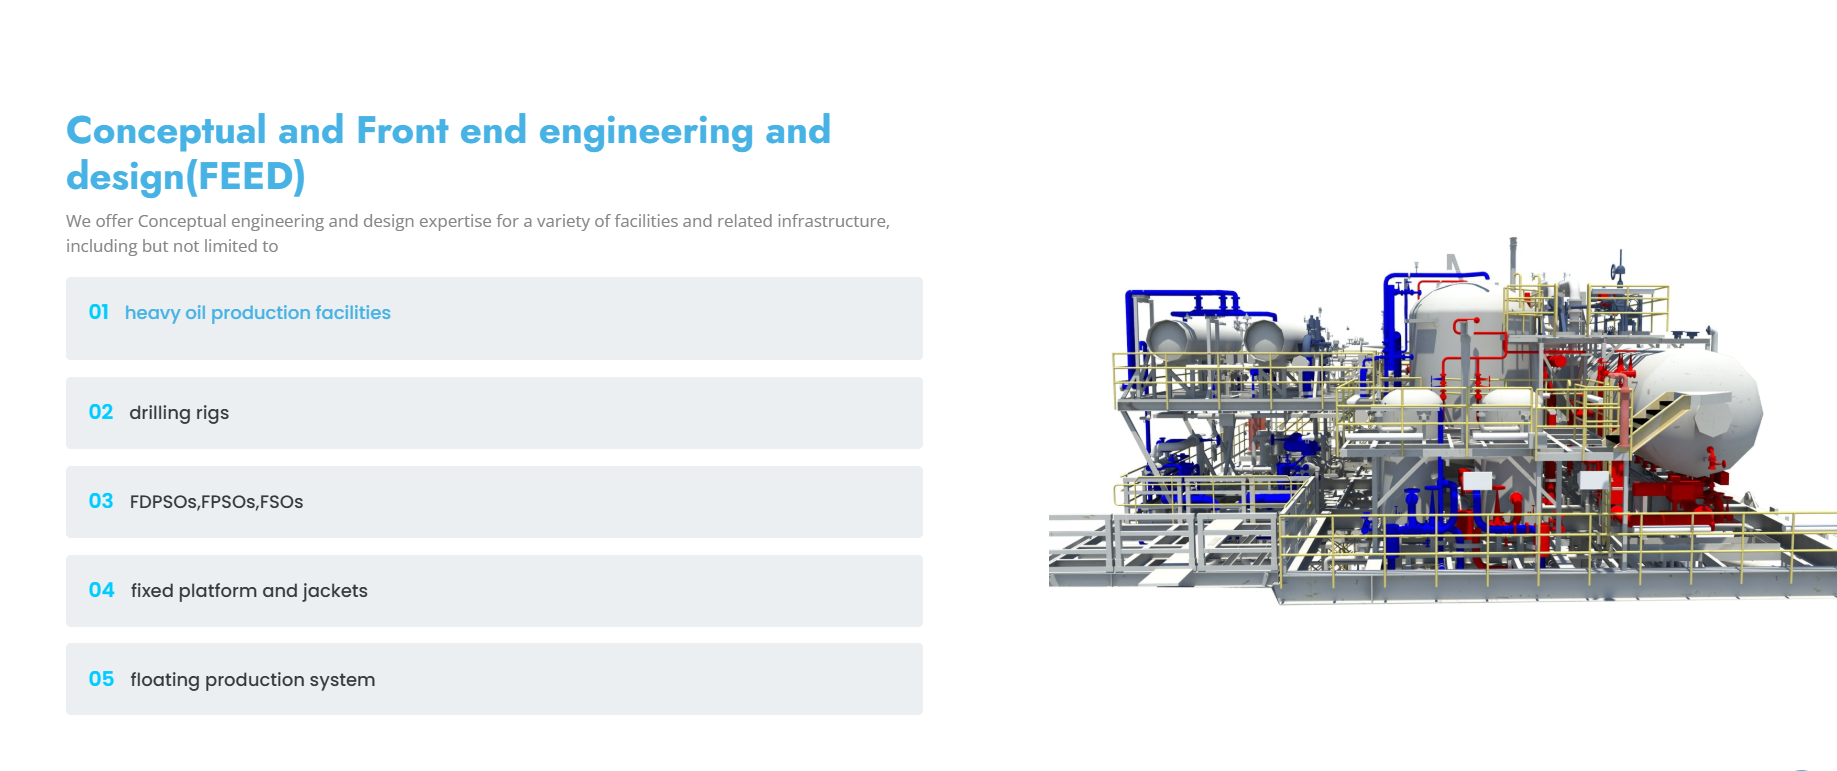 Conceptual and Front end engineering and
design(FEED)
We offer Conceptual engineering and design expertise for a variety of facilities and related infrastructure,
including but not limited to
01 heavy oil production facilities
02 drilling rigs
03 FDPSOs,FPSOs,FSOs
04 fixed platform and jackets
05 floating production system